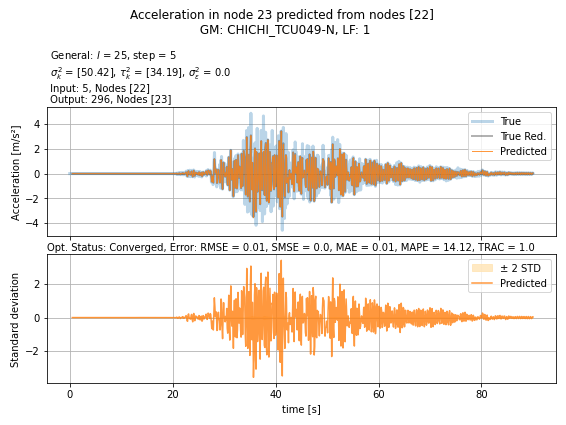 Acceleration in node 23 predicted from nodes [22]
GM: CHICHI_TCU049-N, LF: 1
General: l = 25, step = 5
σ²ₖ = [50.42], τ²ₖ = [34.19], σ²ε = 0.0
Input: 5, Nodes [22]
Output: 296, Nodes [23]
Acceleration [m/s²]
4
2
0
−2
−4
True
True Red.
Predicted
Opt. Status: Converged, Error: RMSE = 0.01, SMSE = 0.0, MAE = 0.01, MAPE = 14.12, TRAC = 1.0
Standard deviation
2
0
−2
± 2 STD
Predicted
0 20 40 60 80
time [s]